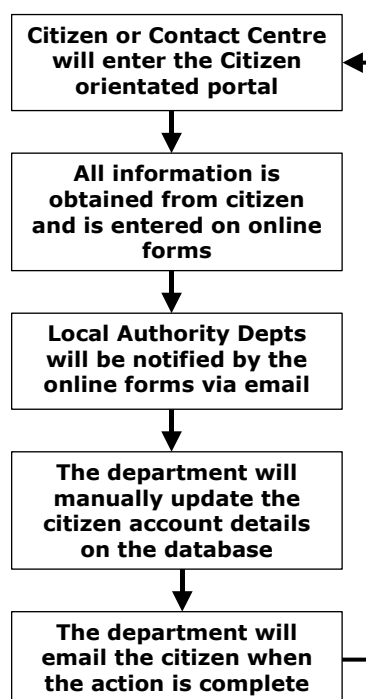 Citizen or Contact Centre
will enter the Citizen
orientated portal
All information is
obtained from citizen
and is entered on online
forms
Local Authority Depts
will be notified by the
online forms via email
The department will
manually update the
citizen account details
on the database
The department will
email the citizen when
the action is complete